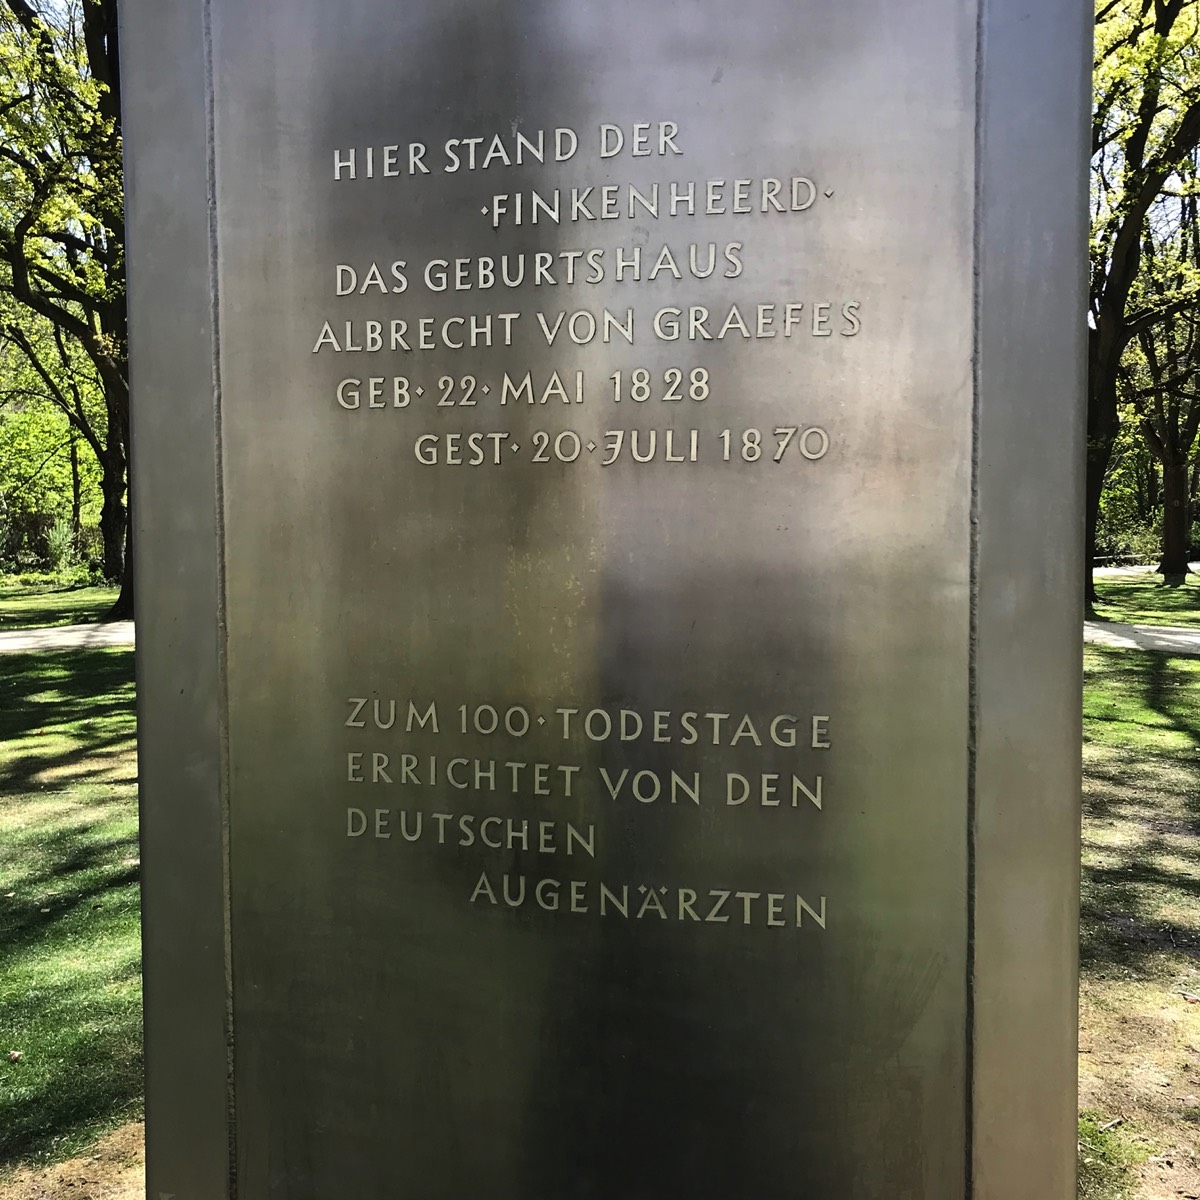 HIER STAND DER
·FINKENHEERD·
DAS GEBURTSHAUS
ALBRECHT VON GRAEFES
GEB· 22· MAI 1828
GEST· 20·JULI 1870
ZUM 100·TODESTAGE
ERRICHTET VON DEN
DEUTSCHEN
AUGENÄRZTEN